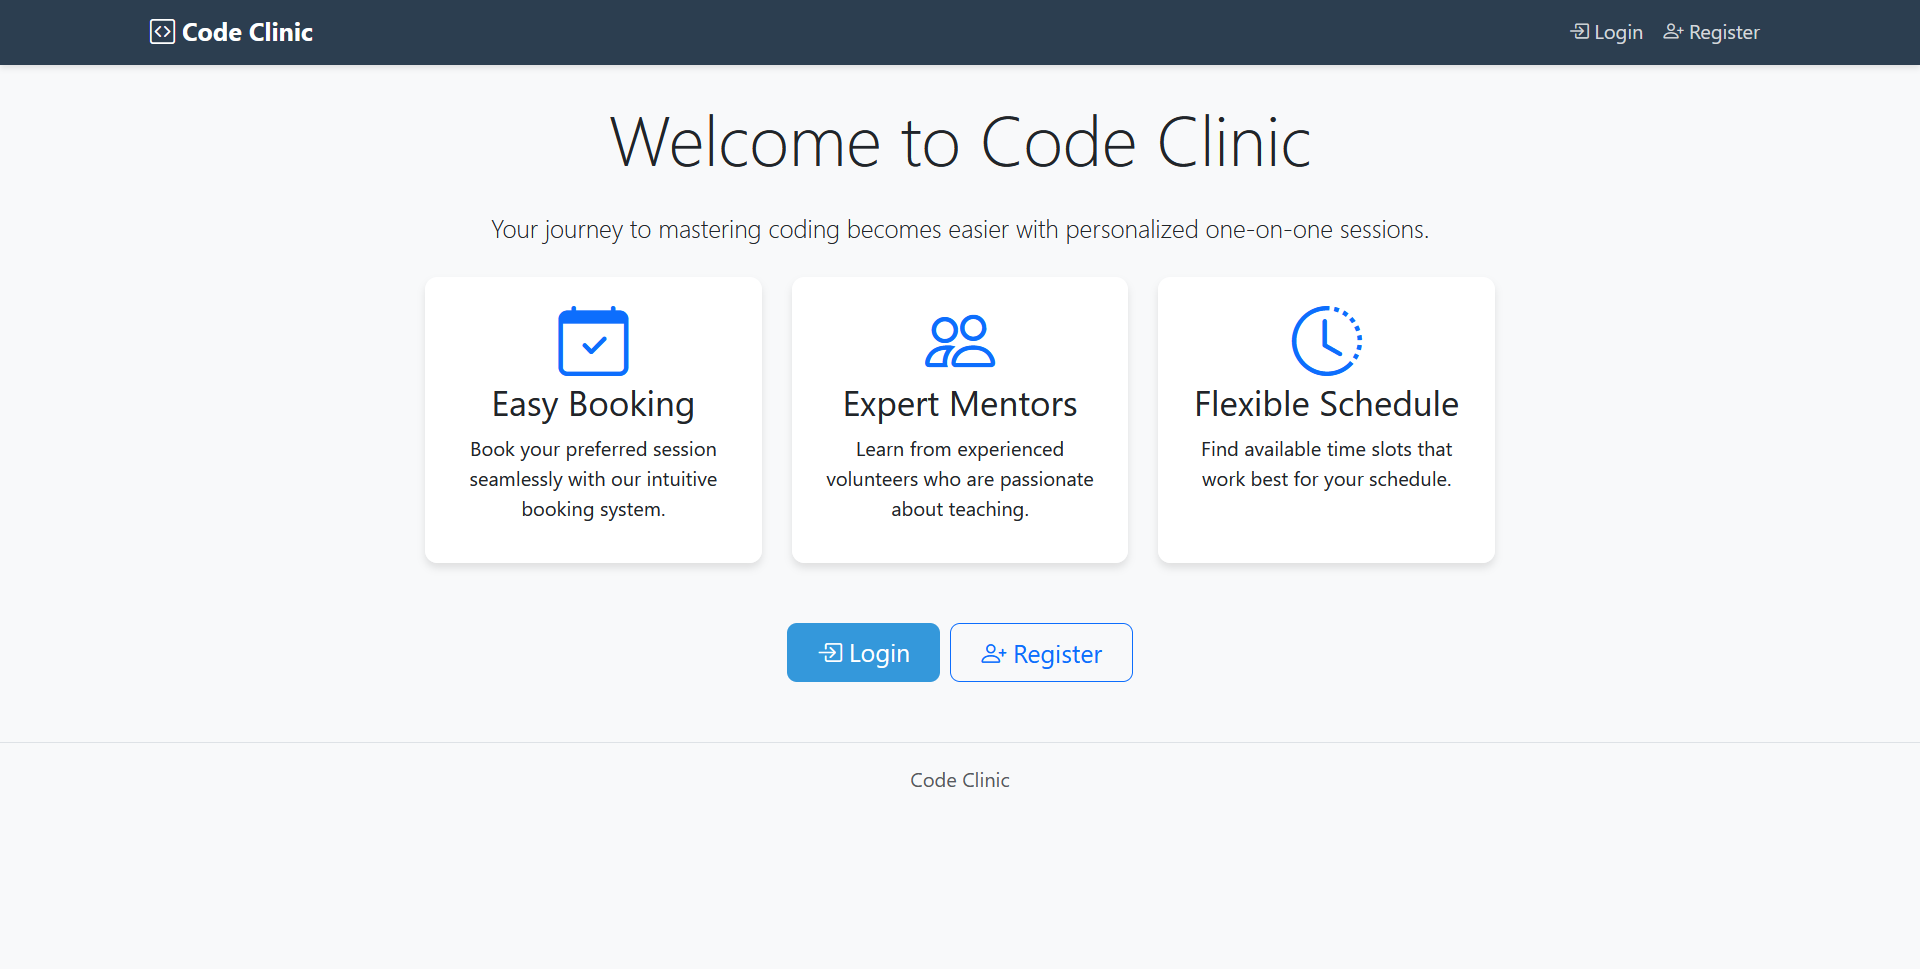 Code Clinic
Login
Register
Welcome to Code Clinic
Your journey to mastering coding becomes easier with personalized one-on-one sessions.
Easy Booking
Book your preferred session
seamlessly with our intuitive
booking system.
Expert Mentors
Learn from experienced
volunteers who are passionate
about teaching.
Flexible Schedule
Find available time slots that
work best for your schedule.
Login
Register
Code Clinic